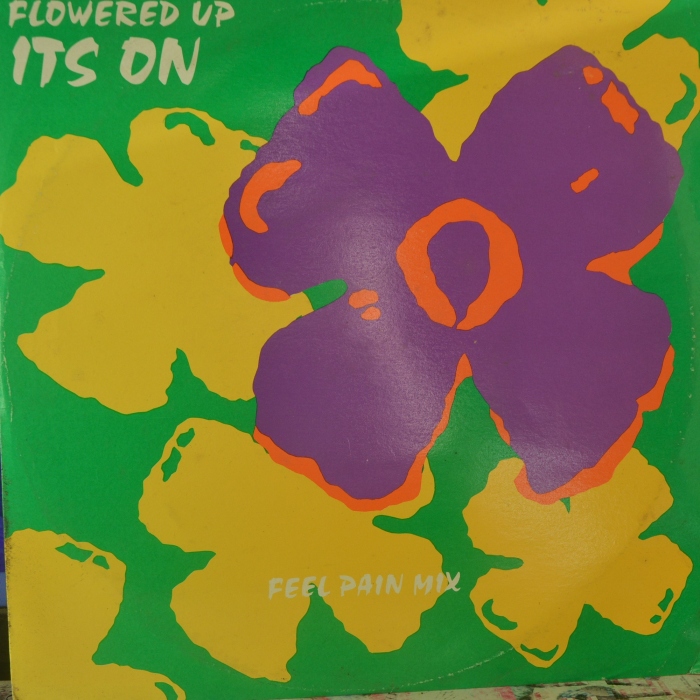 FLOWERED UP
ITS ON
FEEL PAIN MIX